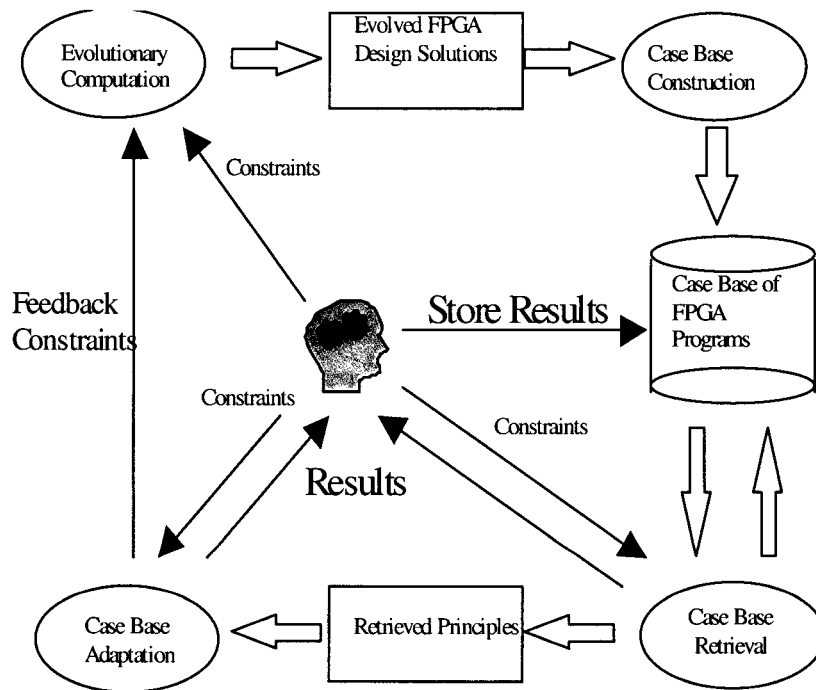 Evolutionary
Computation
Evolved FPGA
Design Solutions
Case Base
Construction
Constraints
Feedback
Constraints
Store Results
Case Base of
FPGA
Programs
Constraints
Constraints
Results
Case Base
Adaptation
Retrieved Principles
Case Base
Retrieval